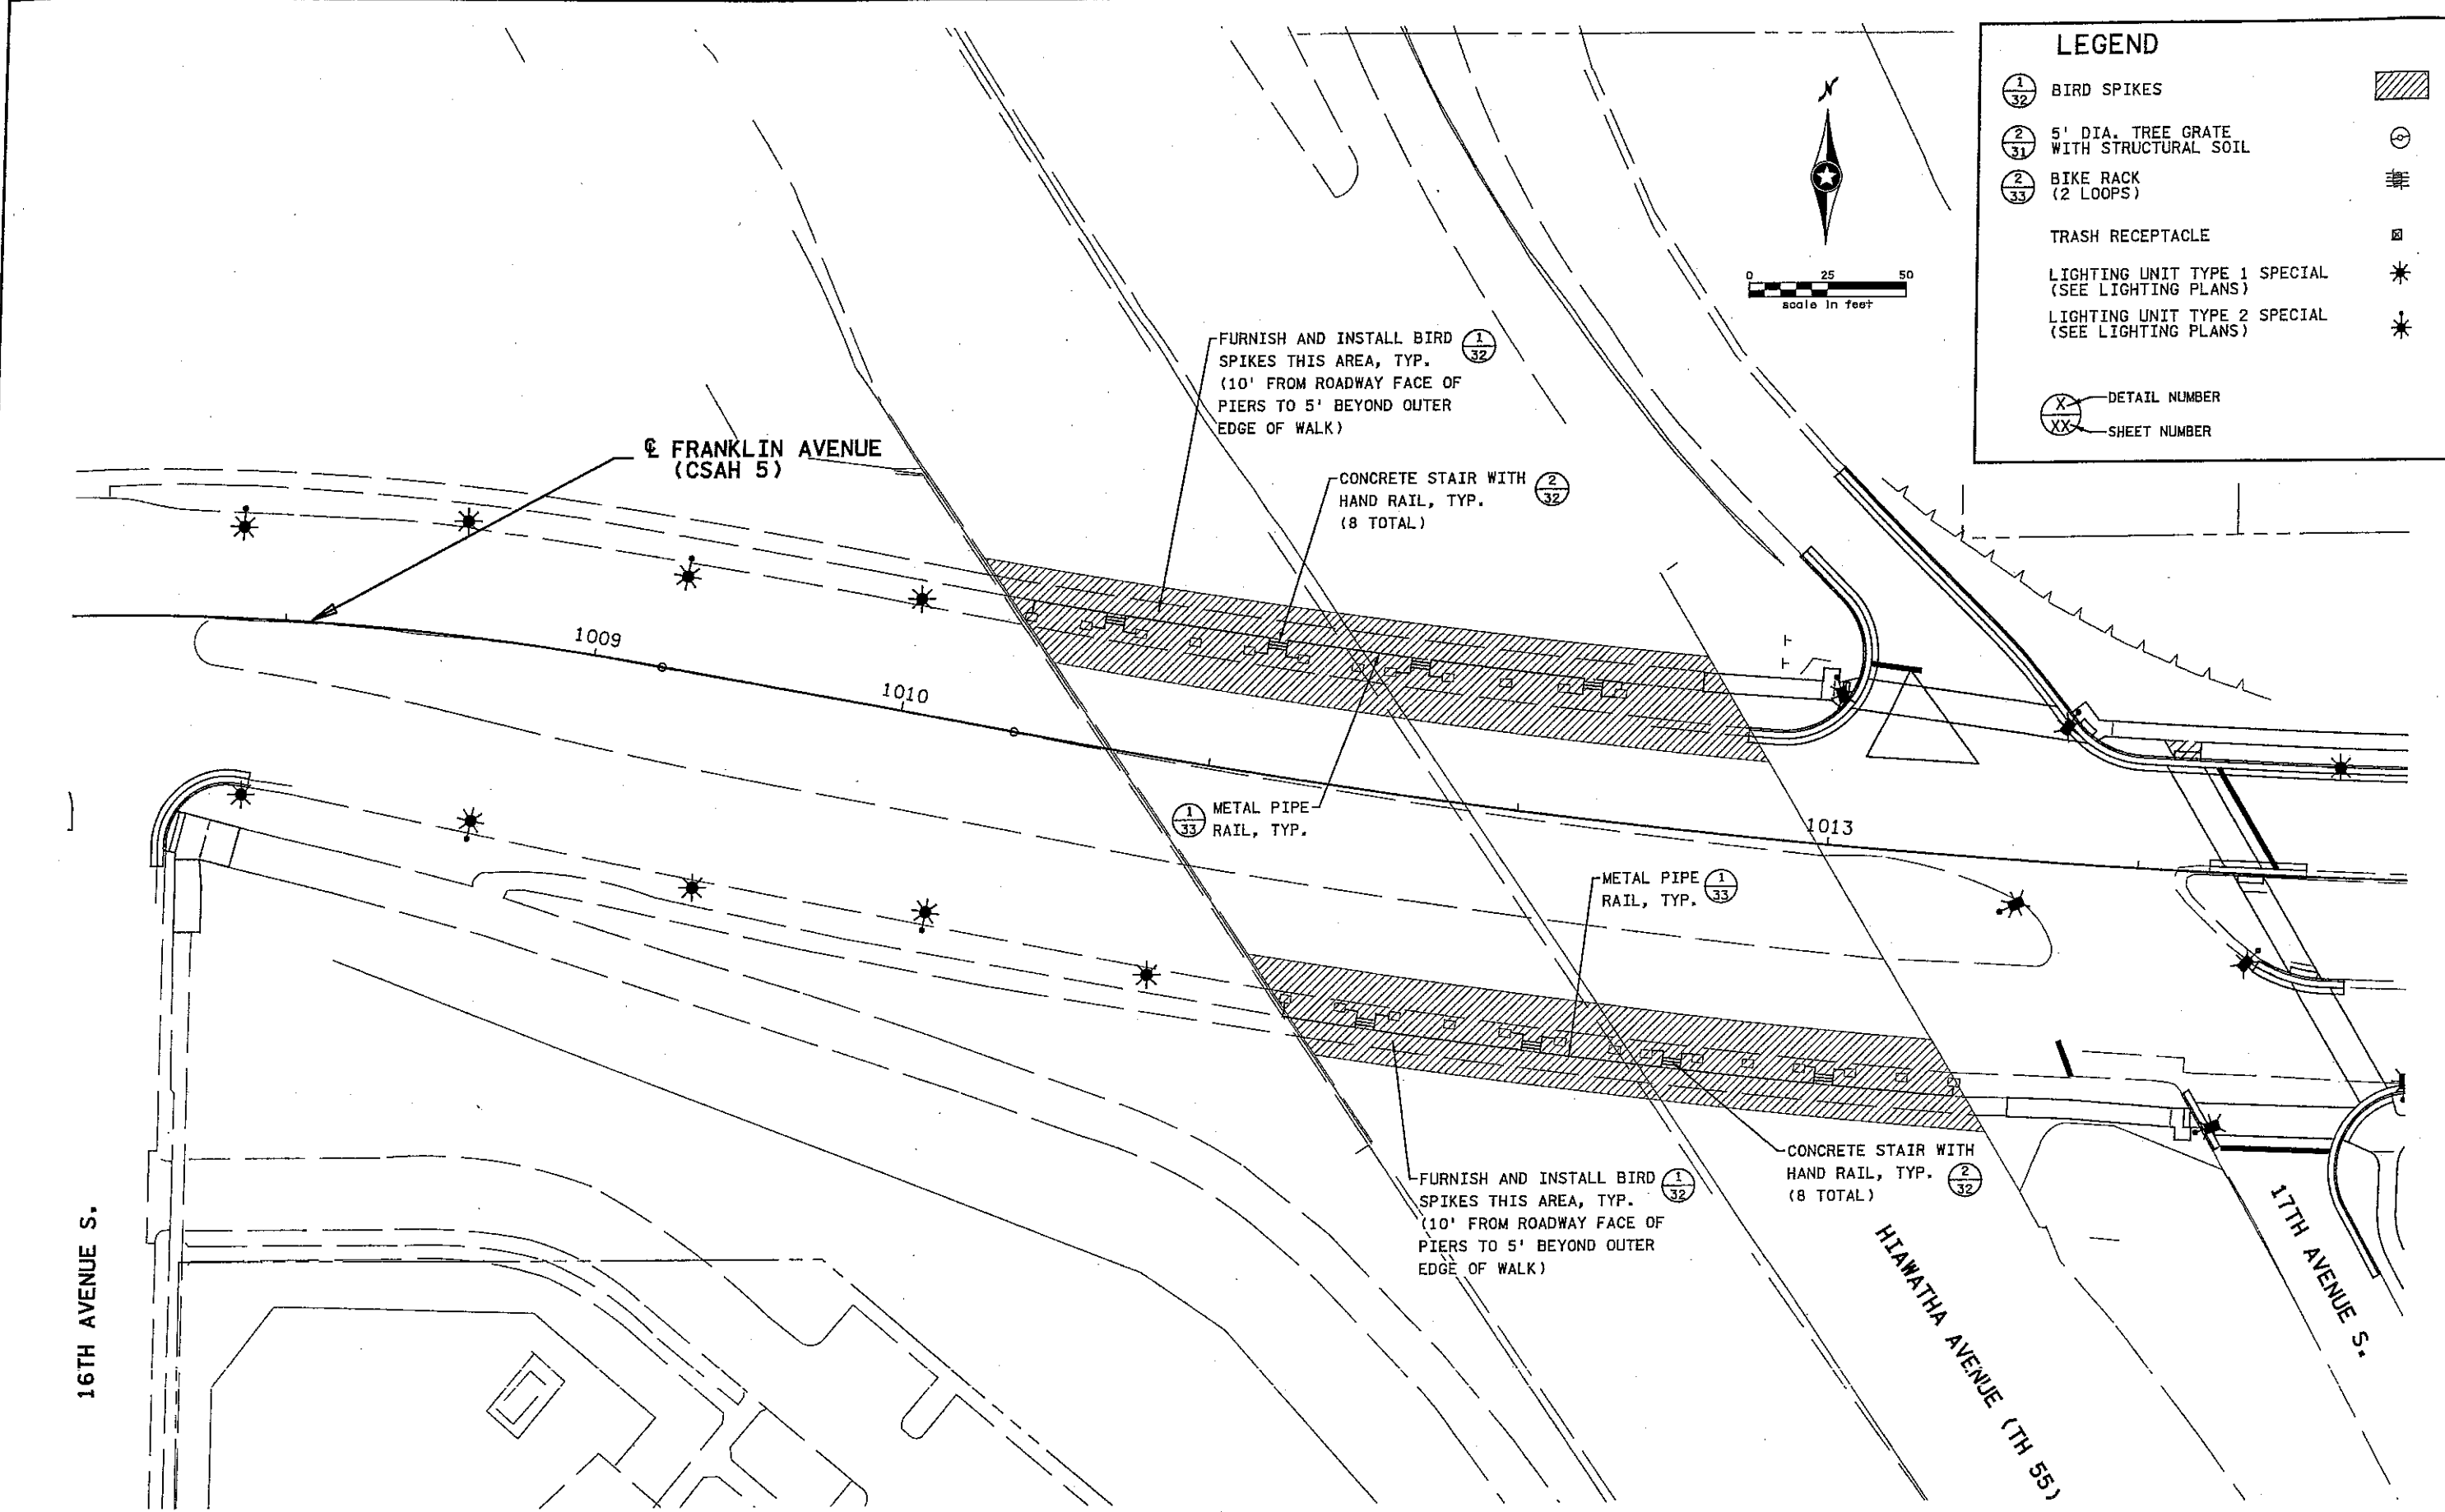 LEGEND
1
32
BIRD SPIKES
2
31
5' DIA. TREE GRATE
WITH STRUCTURAL SOIL
2
33
BIKE RACK
(2 LOOPS)
TRASH RECEPTACLE
LIGHTING UNIT TYPE 1 SPECIAL
(SEE LIGHTING PLANS)
LIGHTING UNIT TYPE 2 SPECIAL
(SEE LIGHTING PLANS)
X
XX
DETAIL NUMBER
SHEET NUMBER
N
0 25 50
scale in feet
FURNISH AND INSTALL BIRD
SPIKES THIS AREA, TYP.
(10' FROM ROADWAY FACE OF
PIERS TO 5' BEYOND OUTER
EDGE OF WALK)
1
32
℄ FRANKLIN AVENUE
(CSAH 5)
CONCRETE STAIR WITH
HAND RAIL, TYP.
(8 TOTAL)
2
32
1009
1010
1013
1
33
METAL PIPE
RAIL, TYP.
METAL PIPE
RAIL, TYP.
1
33
FURNISH AND INSTALL BIRD
SPIKES THIS AREA, TYP.
(10' FROM ROADWAY FACE OF
PIERS TO 5' BEYOND OUTER
EDGE OF WALK)
1
32
CONCRETE STAIR WITH
HAND RAIL, TYP.
(8 TOTAL)
2
32
16TH AVENUE S.
HIAWATHA AVENUE (TH 55)
17TH AVENUE S.